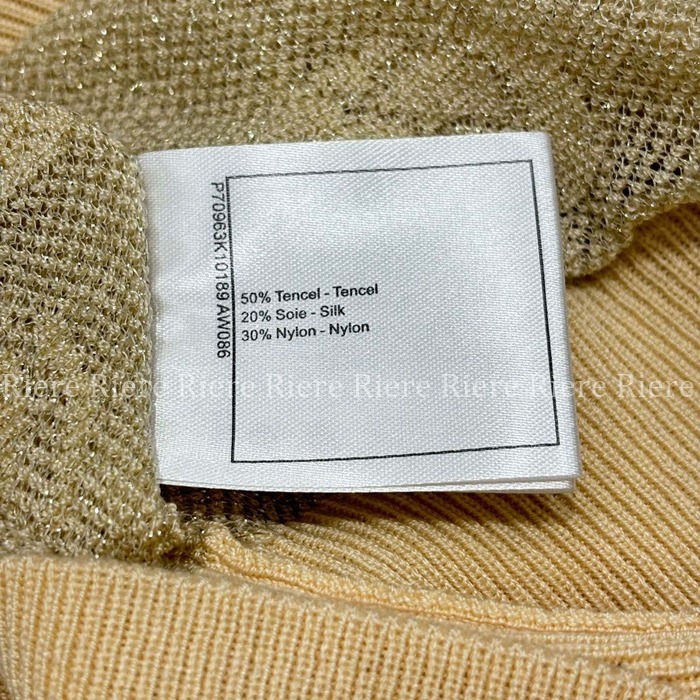 P70963K10189AW086
50% Tencel - Tencel
20% Soie - Silk
30% Nylon - Nylon
Riere Riere Riere Riere Riere Riere Riere Riere